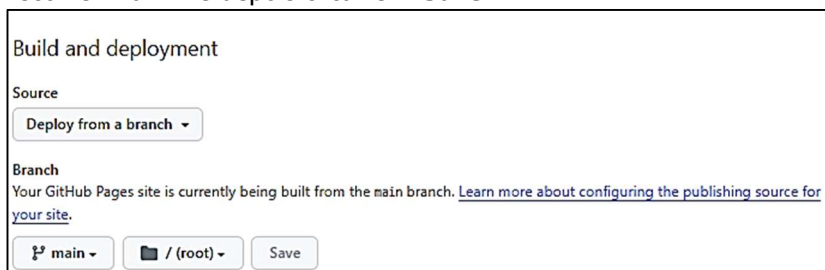 Build and deployment
Source
Deploy from a branch
Branch
Your GitHub Pages site is currently being built from the main branch. Learn more about configuring the publishing source for
your site.
main / (root) Save